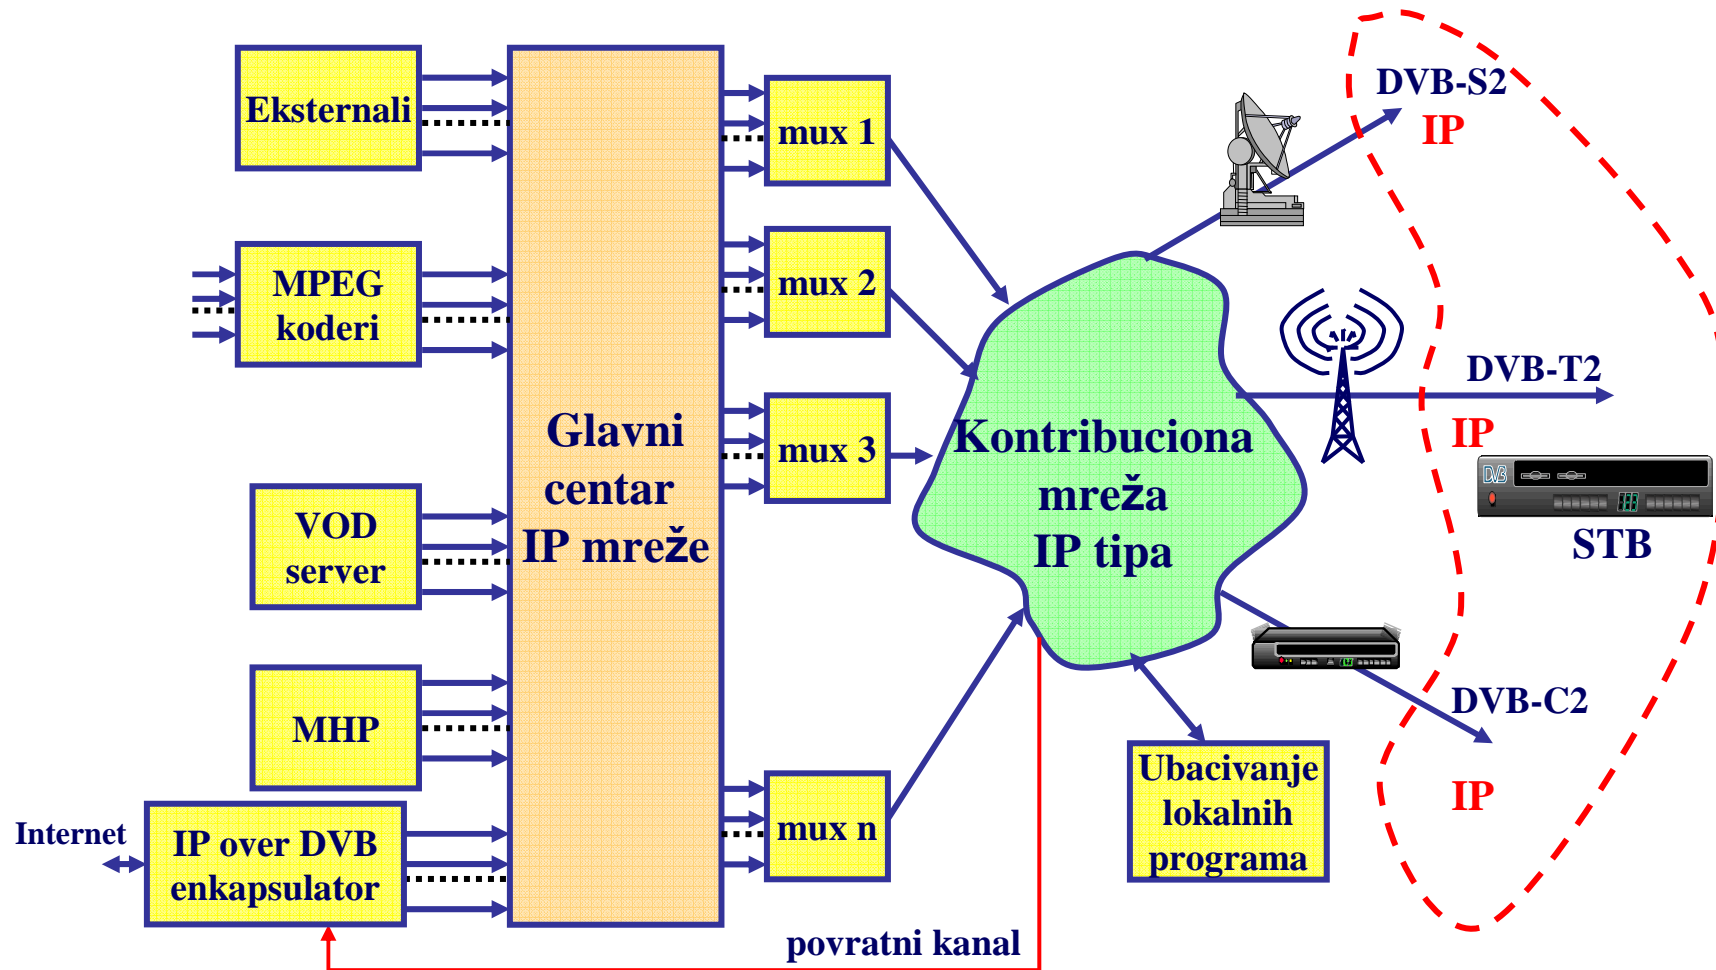 Eksternali
MPEG
koderi
VOD
server
MHP
Internet
IP over DVB
enkapsulator
Glavni
centar
IP mreže
mux 1
mux 2
mux 3
mux n
povratni kanal
Kontribuciona
mreža
IP tipa
Ubacivanje
lokalnih
programa
DVB-S2
IP
DVB-T2
IP
DVB
STB
DVB-C2
IP